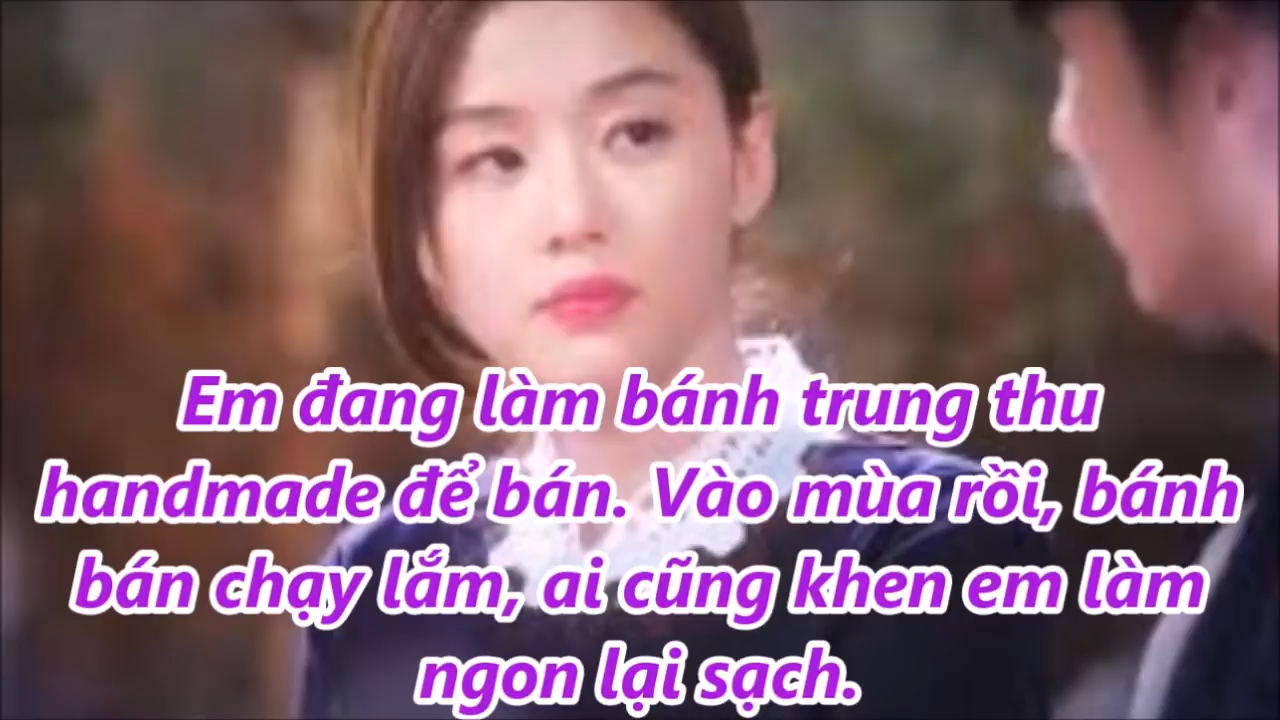 Em đang làm bánh trung thu
handmade để bán. Vào mùa rồi, bánh
bán chạy lắm, ai cũng khen em làm
ngon lại sạch.